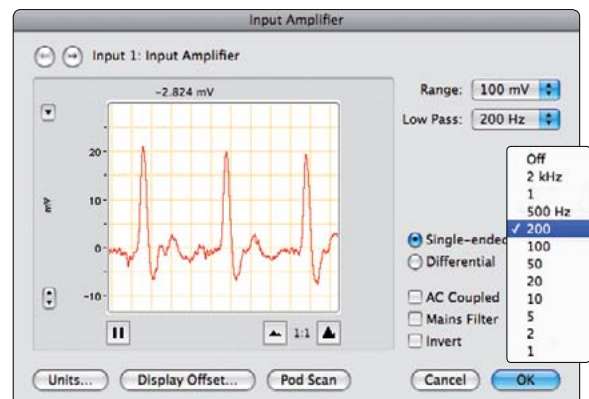 Input Amplifier
Input 1: Input Amplifier
-2.824 mV
Range: 100 mV
Low Pass: 200 Hz
mV
20
10
0
-10
1:1
Off
2 kHz
1
500 Hz
✓ 200
100
50
20
10
5
2
1
Single-ended
Differential
AC Coupled
Mains Filter
Invert
Units...
Display Offset...
Pod Scan
Cancel
OK